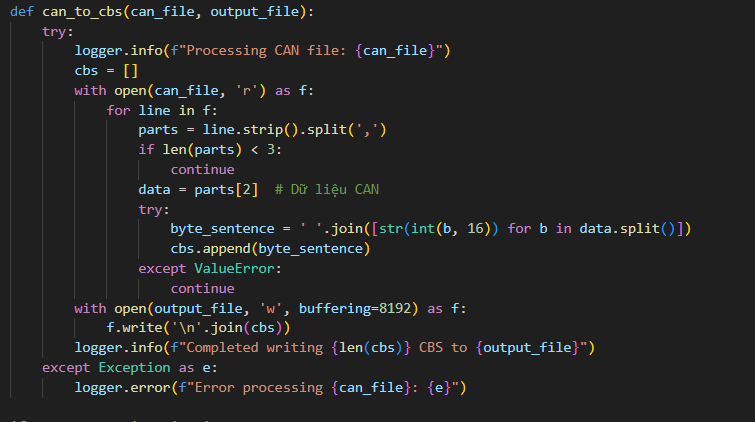 def can_to_cbs(can_file, output_file):
    try:
        logger.info(f"Processing CAN file: {can_file}")
        cbs = []
        with open(can_file, 'r') as f:
            for line in f:
                parts = line.strip().split(',')
                if len(parts) < 3:
                    continue
                data = parts[2]  # Dữ liệu CAN
                try:
                    byte_sentence = ' '.join([str(int(b, 16)) for b in data.split()])
                    cbs.append(byte_sentence)
                except ValueError:
                    continue
        with open(output_file, 'w', buffering=8192) as f:
            f.write('\n'.join(cbs))
        logger.info(f"Completed writing {len(cbs)} CBS to {output_file}")
    except Exception as e:
        logger.error(f"Error processing {can_file}: {e}")